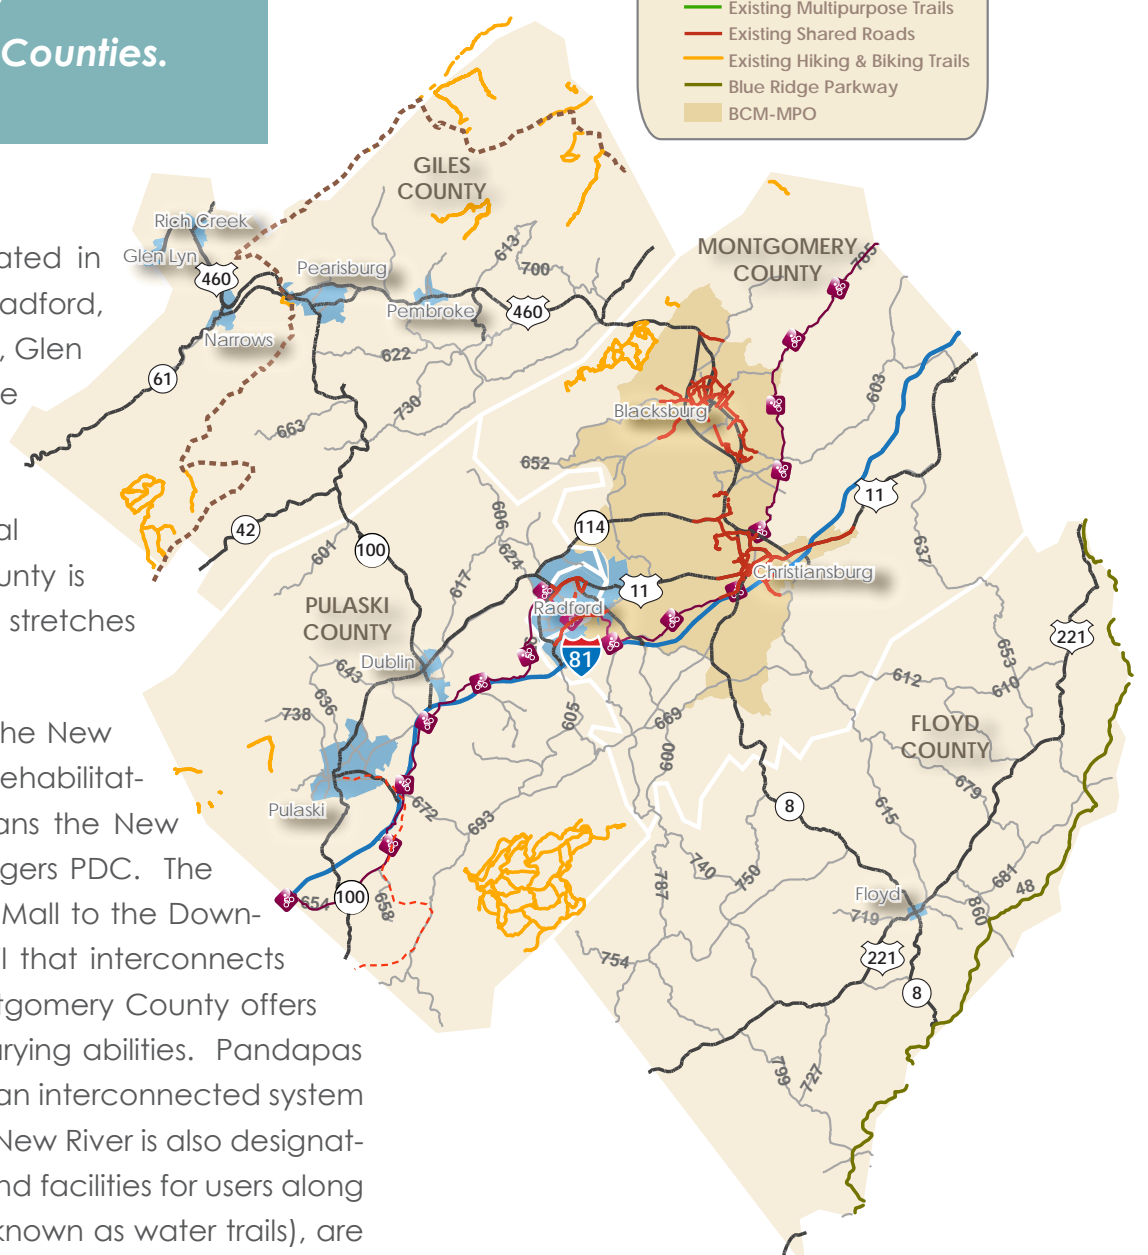 Counties.
Existing Multipurpose Trails
Existing Shared Roads
Existing Hiking & Biking Trails
Blue Ridge Parkway
BCM-MPO
ated in
adford,
, Glen
e
al
unty is
stretches
he New
ehabilitat-
ans the New
gers PDC. The
Mall to the Down-
l that interconnects
tgomery County offers
arying abilities. Pandapas
an interconnected system
New River is also designat-
nd facilities for users along
known as water trails), are
GILES
COUNTY
Rich Creek
Glen Lyn
460
Pearisburg
Pembroke
Narrows
460
613
700
61
622
730
663
42
MONTGOMERY
COUNTY
785
603
Blacksburg
652
11
114
637
606
624
601
100
617
11
Christiansburg
Radford
PULASKI
COUNTY
81
Dublin
643
636
738
605
669
600
Pulaski
672
693
100
654
658
221
653
612
610
FLOYD
COUNTY
679
615
8
740
750
787
681
48
860
Floyd
719
221
754
8
799
727